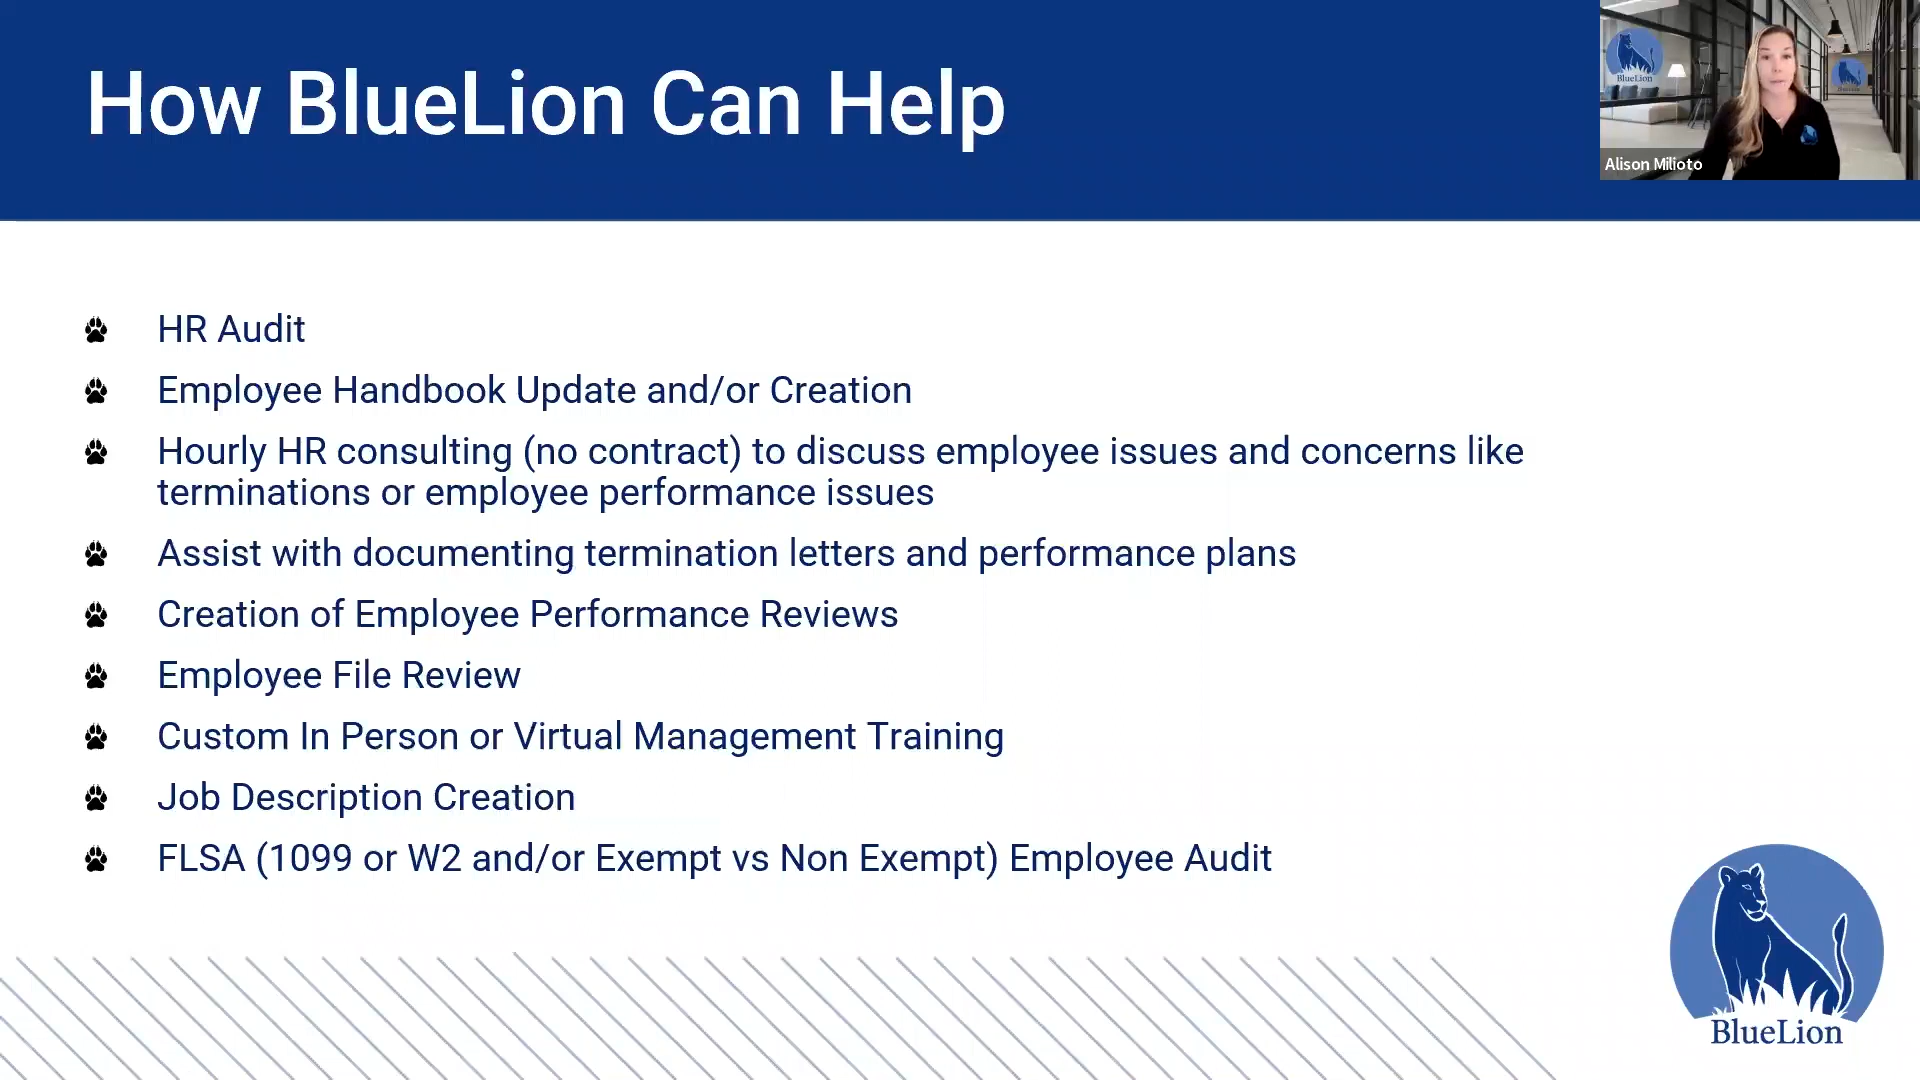 How BlueLion Can Help
BlueLion
BlueLion
Alison Milioto
HR Audit
Employee Handbook Update and/or Creation
Hourly HR consulting (no contract) to discuss employee issues and concerns like
terminations or employee performance issues
Assist with documenting termination letters and performance plans
Creation of Employee Performance Reviews
Employee File Review
Custom In Person or Virtual Management Training
Job Description Creation
FLSA (1099 or W2 and/or Exempt vs Non Exempt) Employee Audit
BlueLion